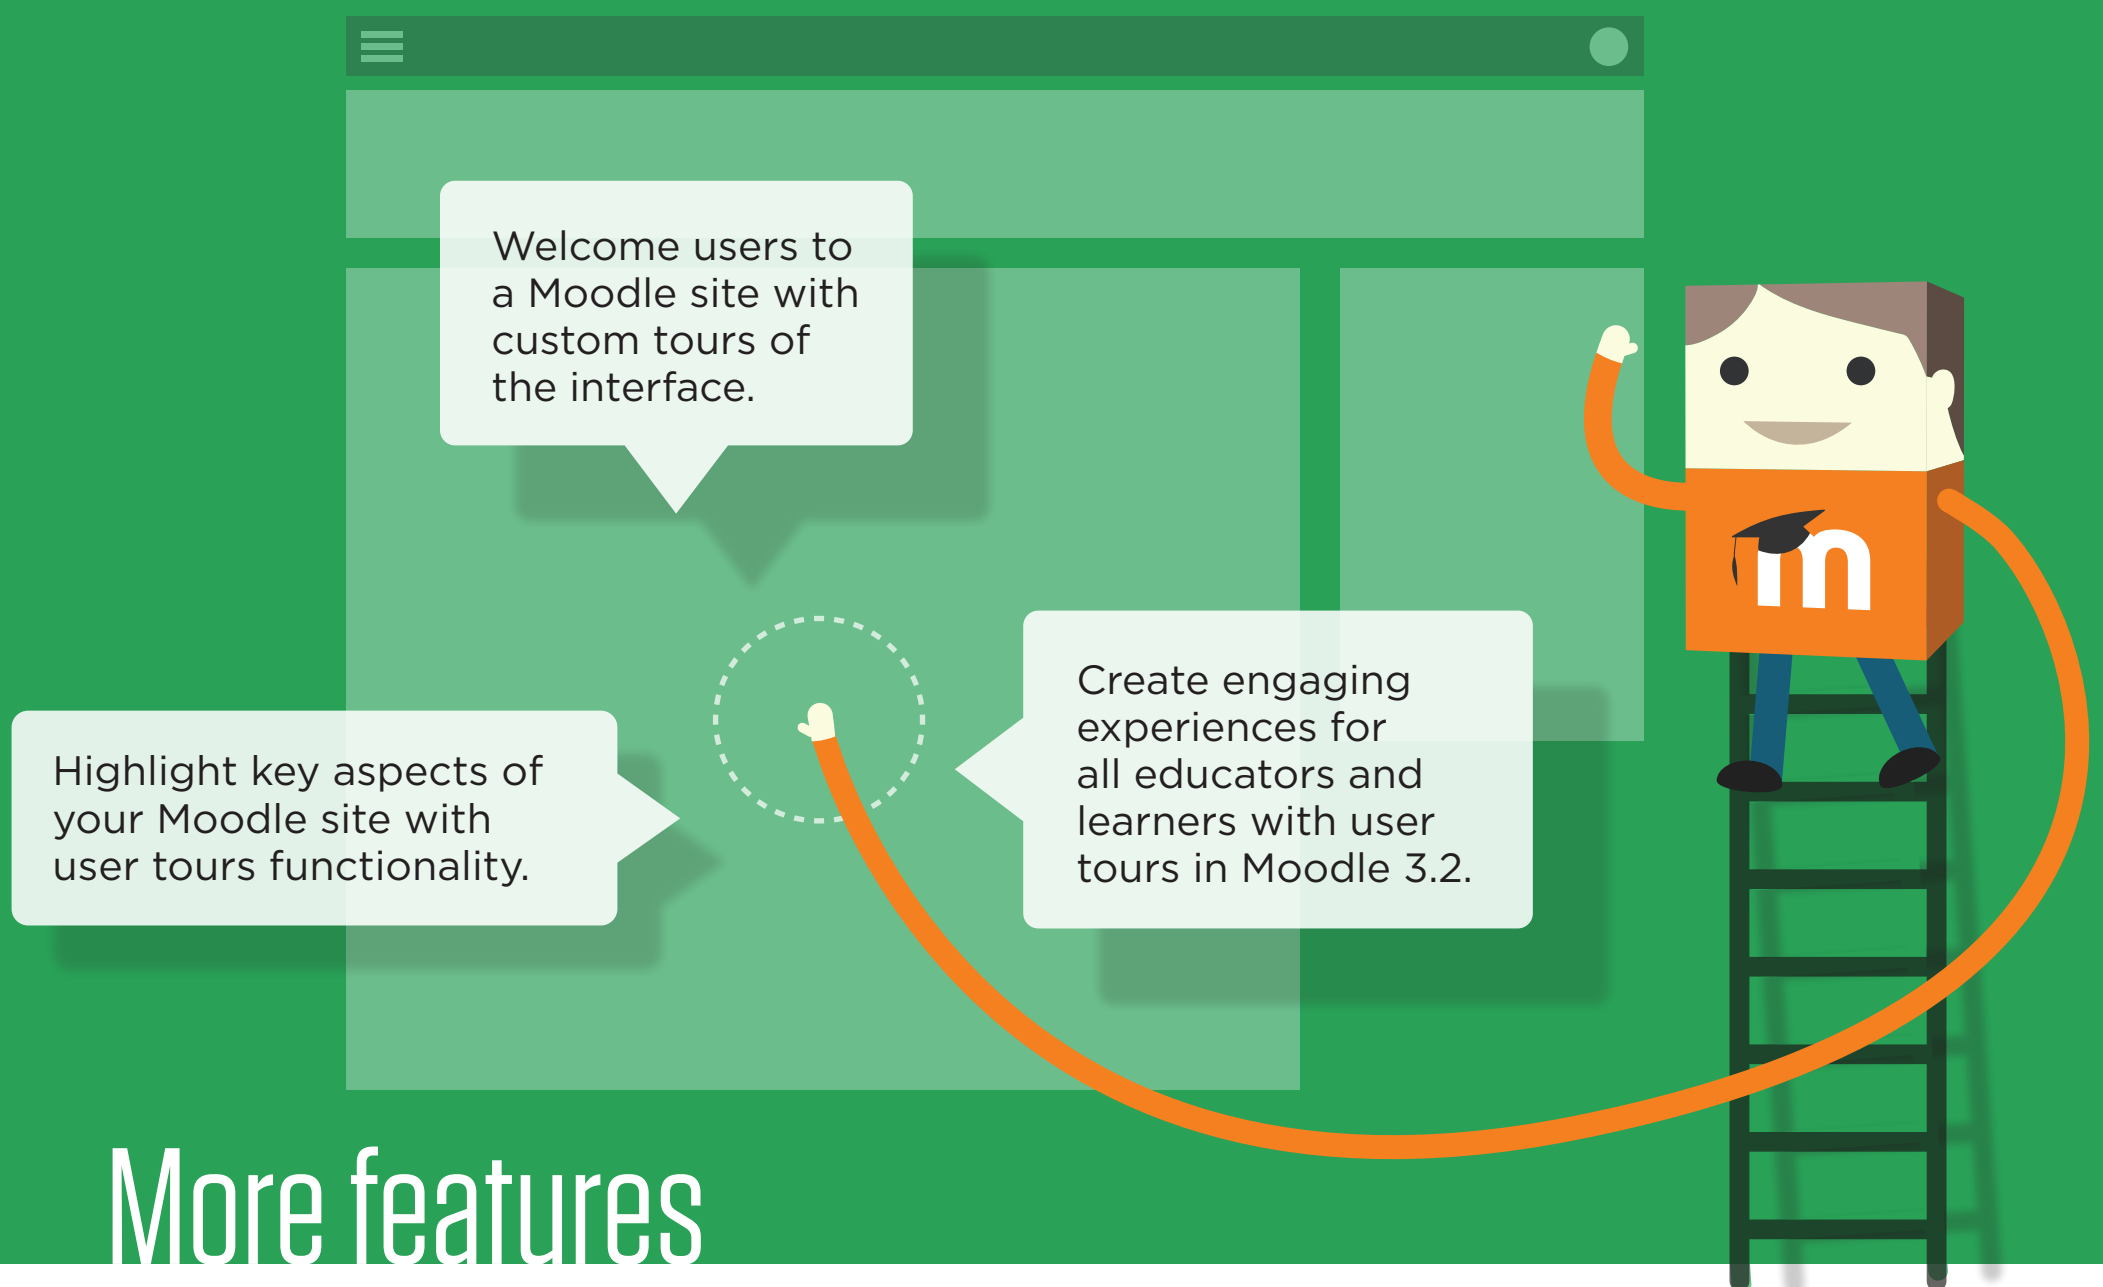 Welcome users to
a Moodle site with
custom tours of
the interface.
Create engaging
experiences for
all educators and
learners with user
tours in Moodle 3.2.
Highlight key aspects of
your Moodle site with
user tours functionality.
m
More features